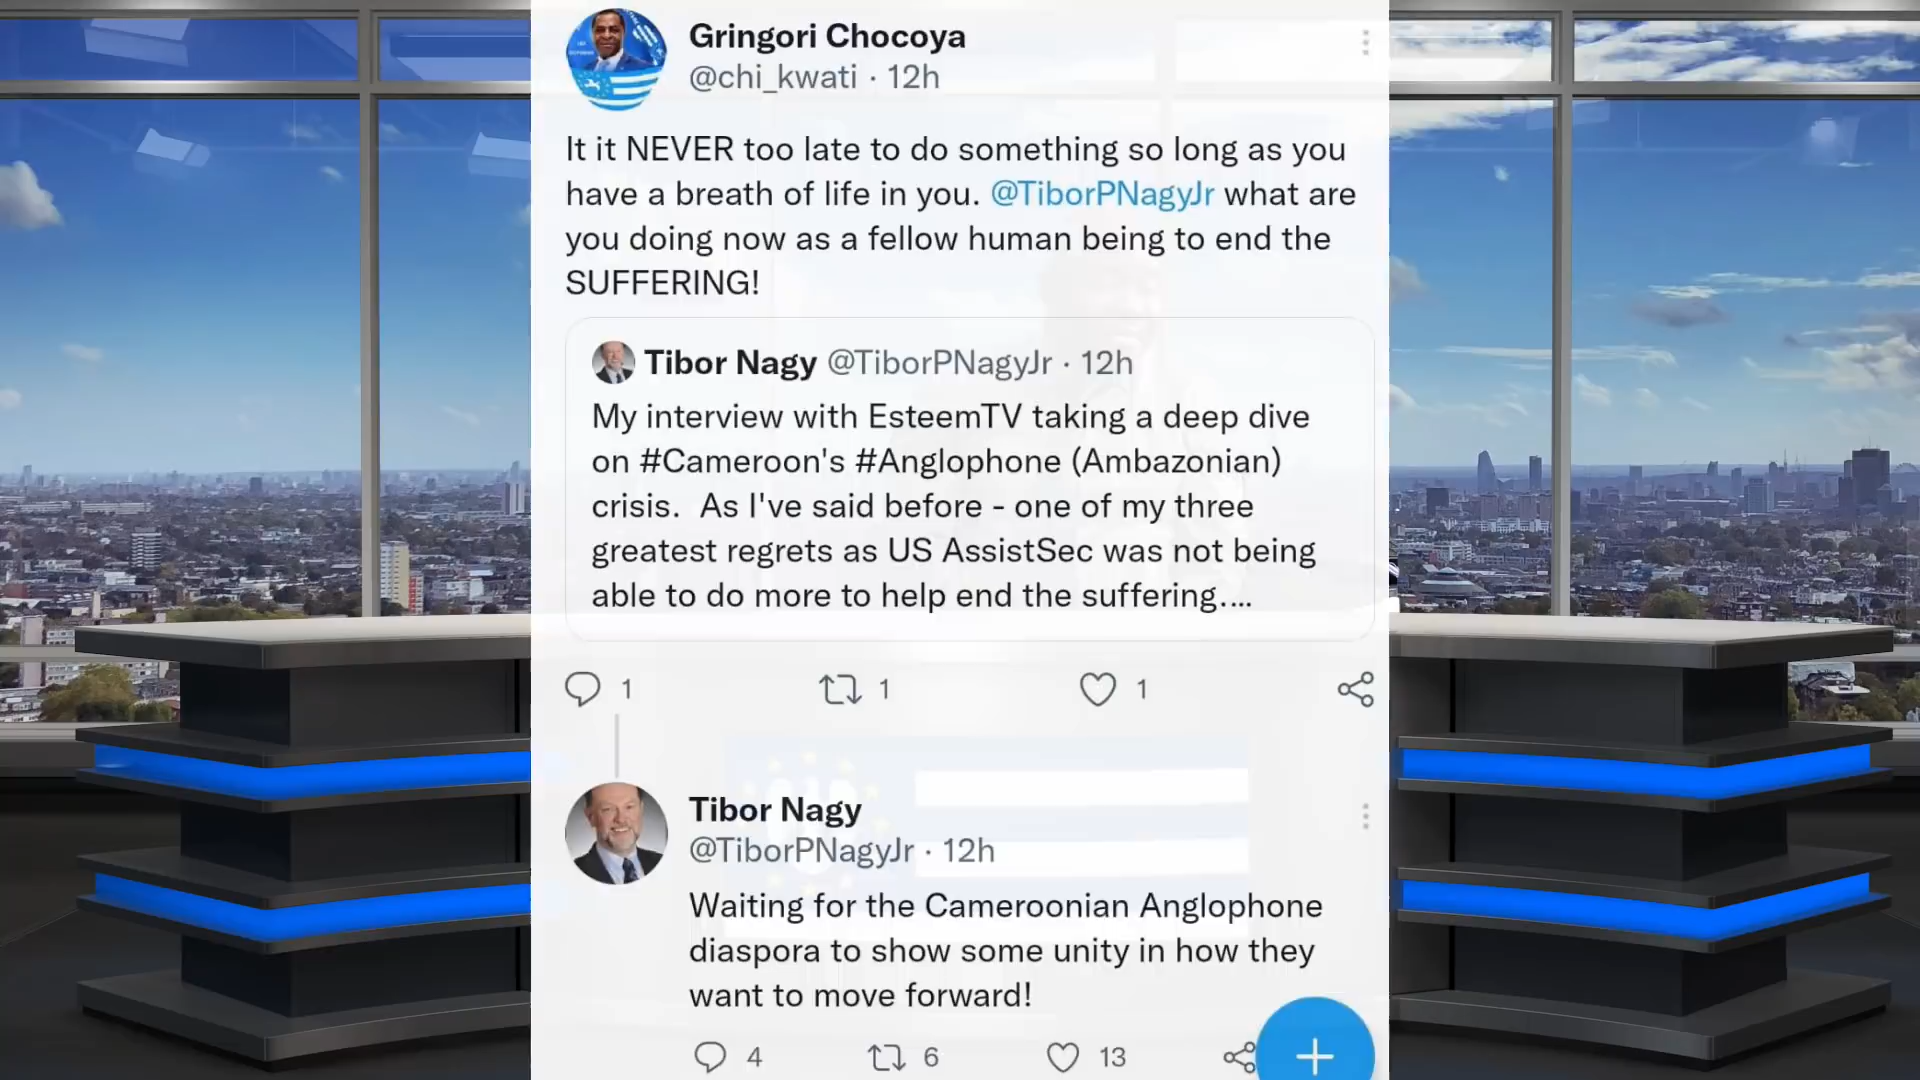 Gringori Chocoya
@chi_kwati · 12h
It it NEVER too late to do something so long as you
have a breath of life in you. @TiborPNagyJr what are
you doing now as a fellow human being to end the
SUFFERING!
Tibor Nagy @TiborPNagyJr · 12h
My interview with EsteemTV taking a deep dive
on #Cameroon's #Anglophone (Ambazonian)
crisis.  As I've said before - one of my three
greatest regrets as US AssistSec was not being
able to do more to help end the suffering....
1 1 1
Tibor Nagy
@TiborPNagyJr · 12h
Waiting for the Cameroonian Anglophone
diaspora to show some unity in how they
want to move forward!
4 6 13